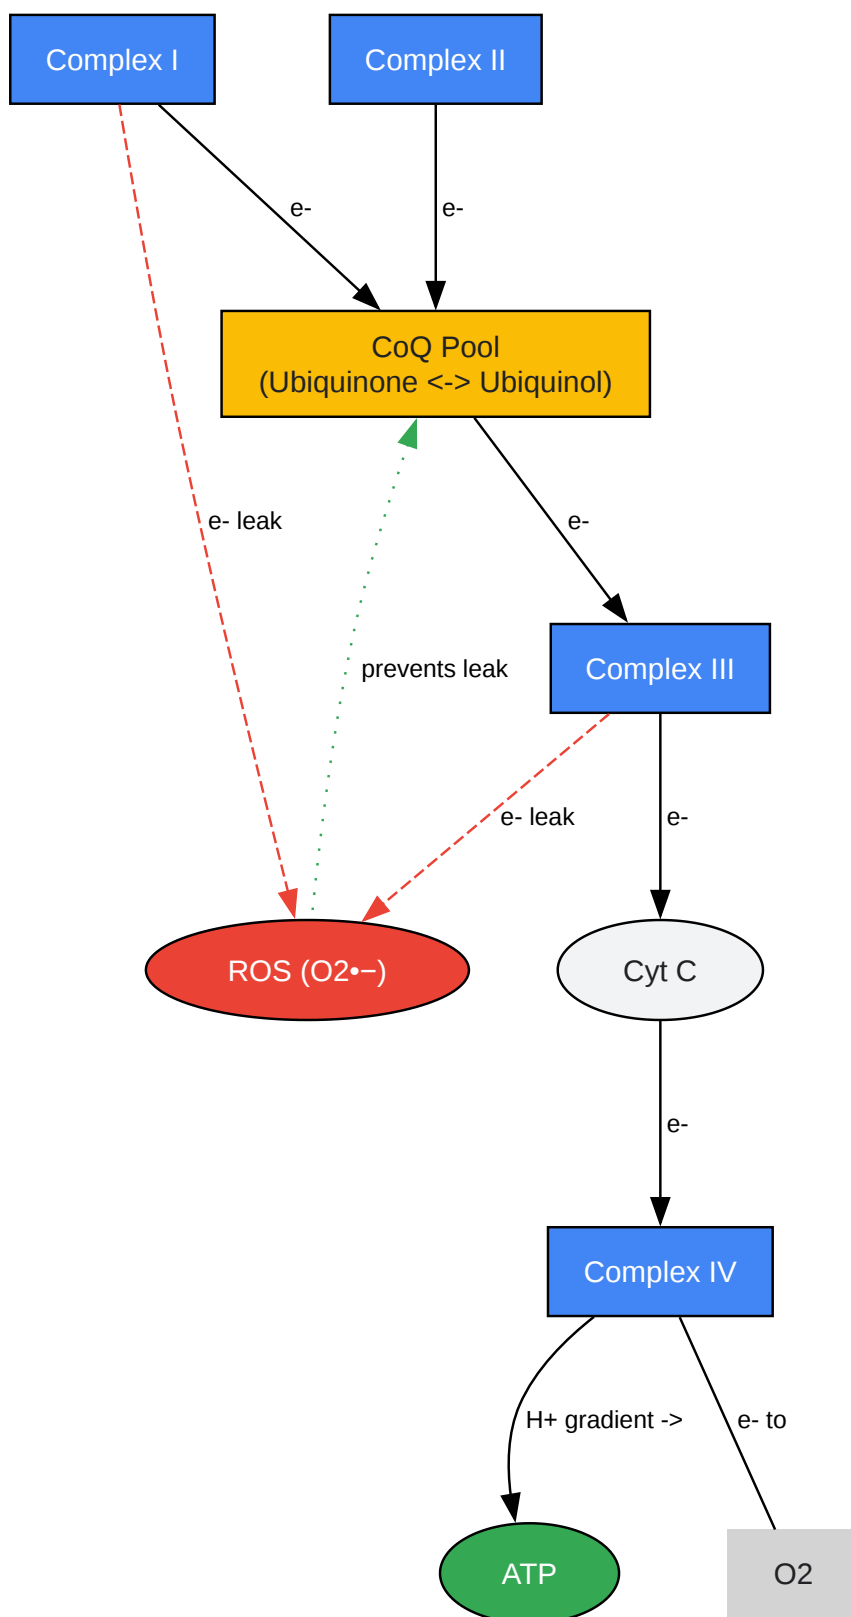 Complex I
Complex II
e-
e-
CoQ Pool
(Ubiquinone <-> Ubiquinol)
e- leak
e-
prevents leak
Complex III
e- leak
e-
ROS (O2•−)
Cyt C
e-
Complex IV
H+ gradient ->
e- to
ATP
O2